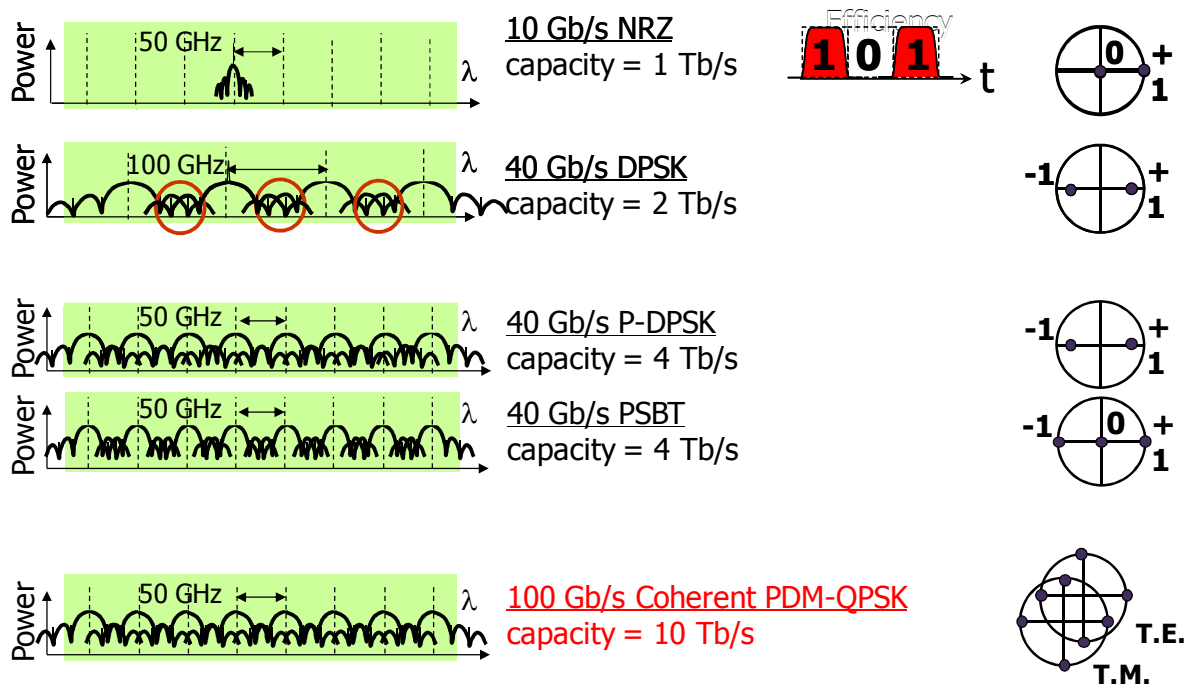 Efficiency
Power
50 GHz
λ
10 Gb/s NRZ
capacity = 1 Tb/s
1 0 1
t
0 +
1
Power
100 GHz
λ
40 Gb/s DPSK
capacity = 2 Tb/s
-1 +
1
Power
50 GHz
λ
40 Gb/s P-DPSK
capacity = 4 Tb/s
-1 +
1
Power
50 GHz
λ
40 Gb/s PSBT
capacity = 4 Tb/s
-1 0 +
1
Power
50 GHz
λ
100 Gb/s Coherent PDM-QPSK
capacity = 10 Tb/s
T.E.
T.M.